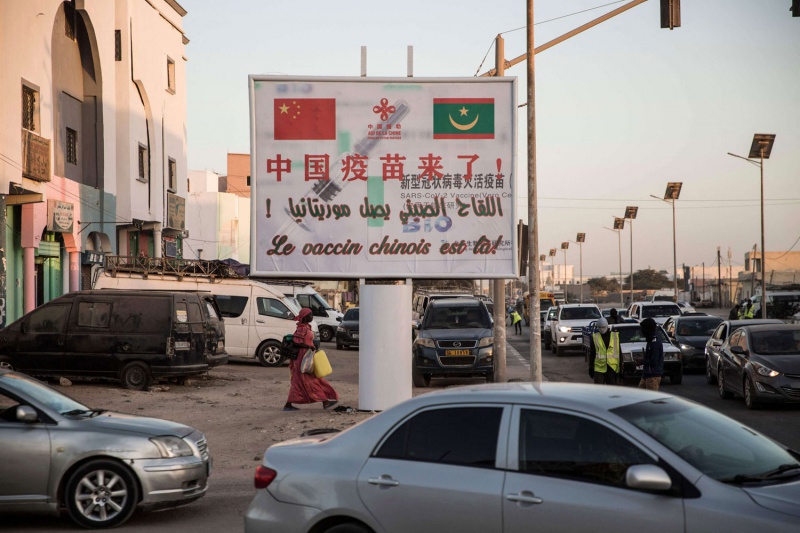 中国疫苗来了！
新型冠状病毒灭活疫苗（
SARS-CoV-2 Vaccine(Vero Ce
اللقاح الصيني يصل موريتانيا !
Le vaccin chinois est là!